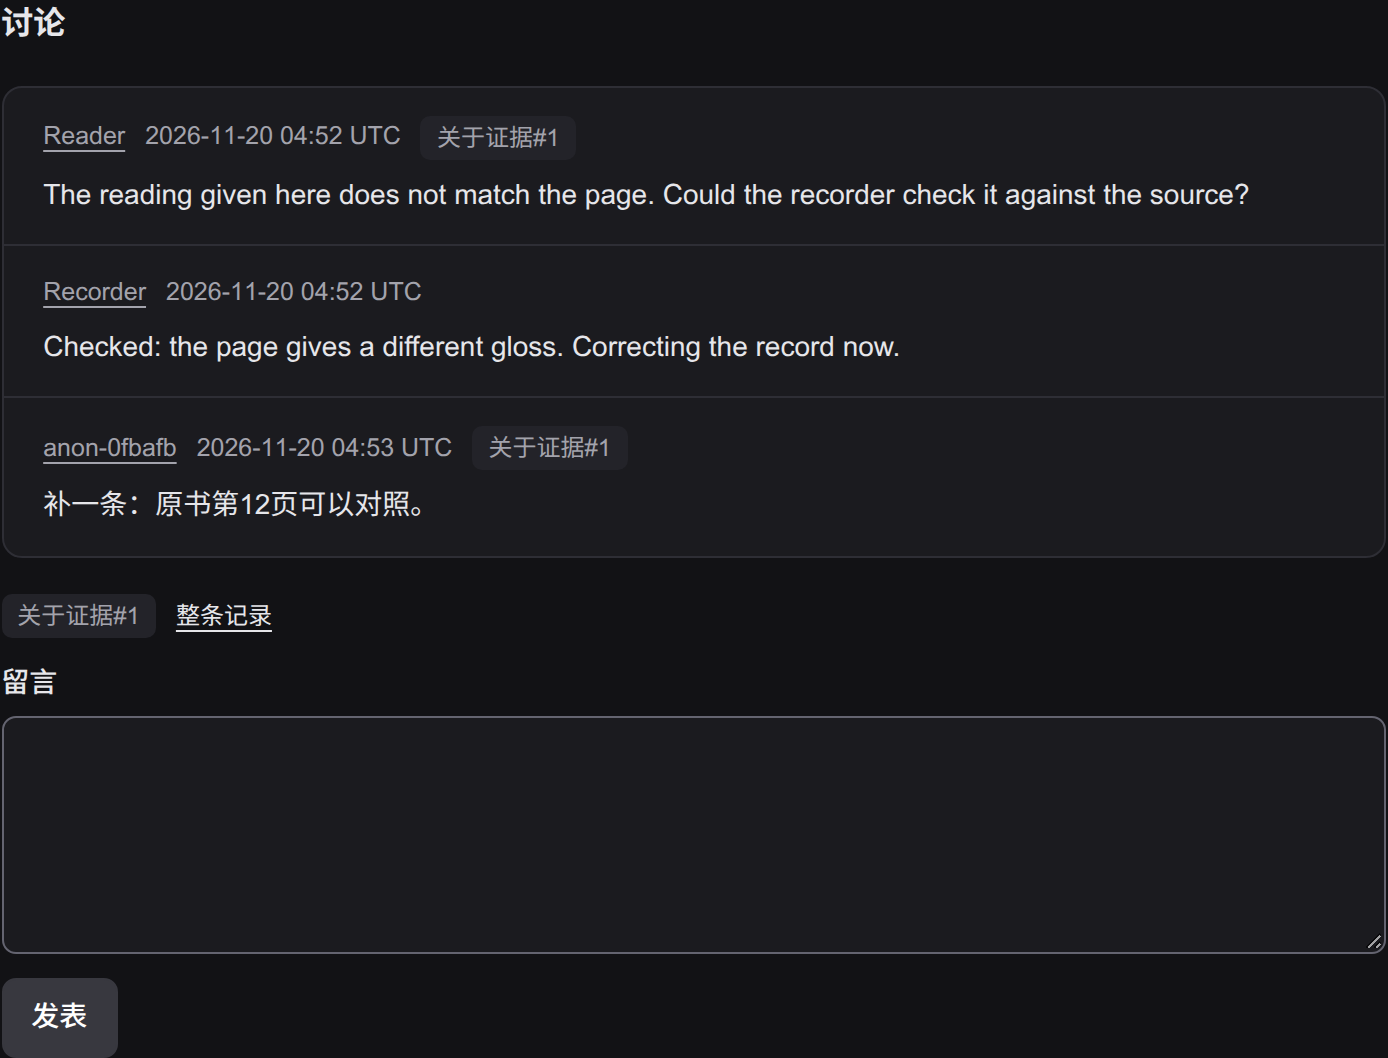 讨论
Reader 2026-11-20 04:52 UTC 关于证据#1
The reading given here does not match the page. Could the recorder check it against the source?
Recorder 2026-11-20 04:52 UTC
Checked: the page gives a different gloss. Correcting the record now.
anon-0fbafb 2026-11-20 04:53 UTC 关于证据#1
补一条：原书第12页可以对照。
关于证据#1 整条记录
留言
发表